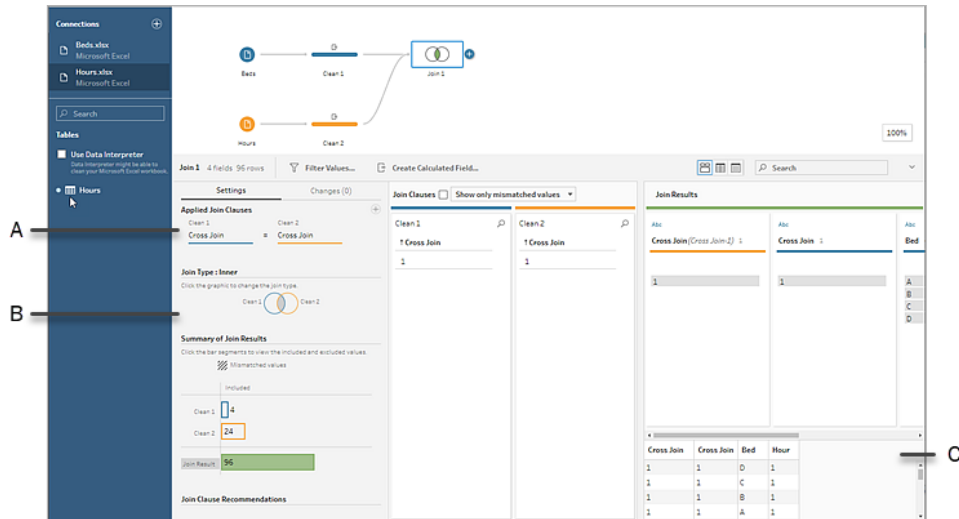 Connections
Beds.xlsx
Microsoft Excel
Hours.xlsx
Microsoft Excel
Search
Tables
Use Data Interpreter
Data Interpreter might be able to
clean your Microsoft Excel workbook.
Hours
A
B
C
Beds
Clean 1
Join 1
Hours
Clean 2
100%
Join 1 4 fields 96 rows Filter Values... Create Calculated Field... Search
Settings Changes (0)
Applied Join Clauses
Clean 1 Clean 2
Cross Join = Cross Join
Join Type : Inner
Click the graphic to change the join type.
Clean 1 Clean 2
Summary of Join Results
Click the bar segments to view the included and excluded values.
Mismatched values
Included
Clean 1 4
Clean 2 24
Join Result 96
Join Clause Recommendations
Join Clauses Show only mismatched values
Clean 1
Cross Join
1
Clean 2
Cross Join
1
Join Results
Abc Abc Abc
Cross Join (Cross Join-1) 1 Cross Join 1 Bed
1 1 A
B
C
D
Cross Join Cross Join Bed Hour
1 1 D 1
1 1 C 1
1 1 B 1
1 1 A 1